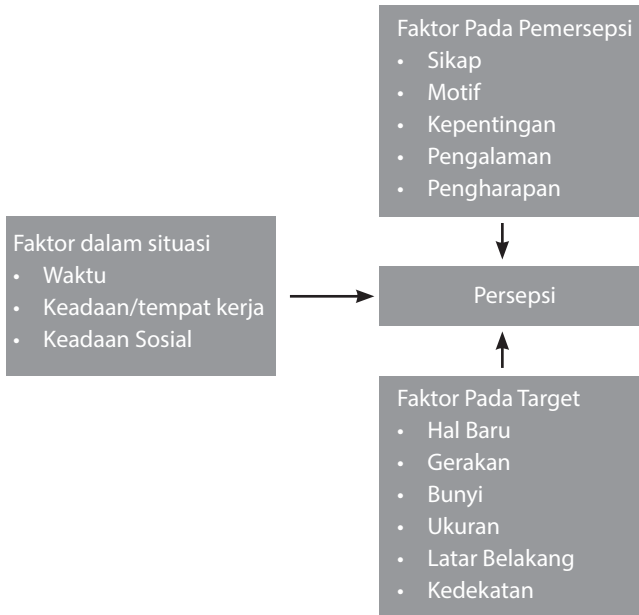 Faktor Pada Pemersepsi
• Sikap
• Motif
• Kepentingan
• Pengalaman
• Pengharapan
Faktor dalam situasi
• Waktu
• Keadaan/tempat kerja
• Keadaan Sosial
Persepsi
Faktor Pada Target
• Hal Baru
• Gerakan
• Bunyi
• Ukuran
• Latar Belakang
• Kedekatan